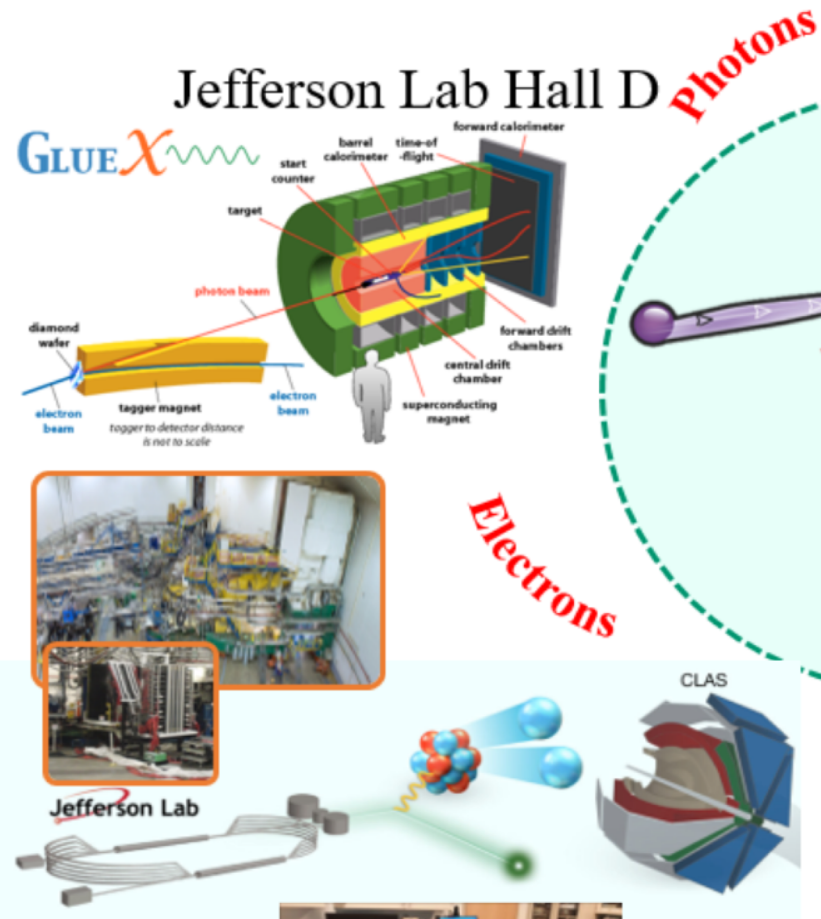 Photons
Jefferson Lab Hall D
GLUEX
forward calorimeter
barrel
calorimeter
time-of
-flight
start
counter
target
photon beam
diamond
wafer
forward drift
chambers
central drift
chamber
electron
beam
electron
beam
tagger magnet
superconducting
magnet
tagger to detector distance
is not to scale
Electrons
CLAS
Jefferson Lab